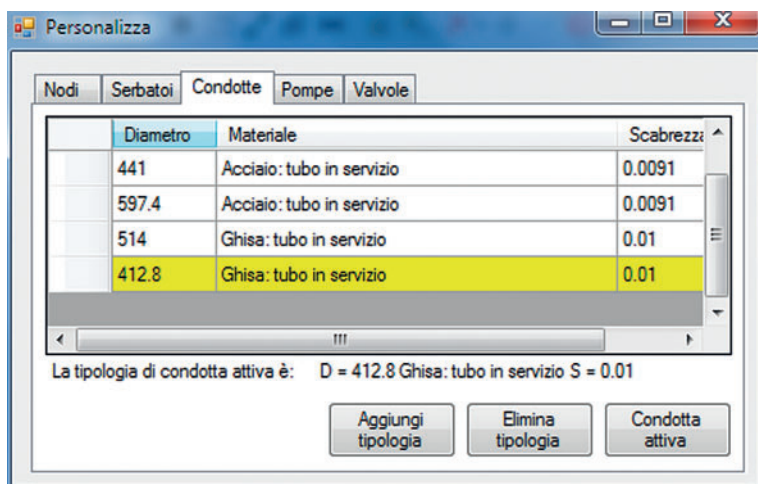 Personalizza
Nodi Serbatoi Condotte Pompe Valvole
Diametro Materiale Scabrezza
441 Acciaio: tubo in servizio 0.0091
597.4 Acciaio: tubo in servizio 0.0091
514 Ghisa: tubo in servizio 0.01
412.8 Ghisa: tubo in servizio 0.01
La tipologia di condotta attiva è: D = 412.8 Ghisa: tubo in servizio S = 0.01
Aggiungi tipologia Elimina tipologia Condotta attiva